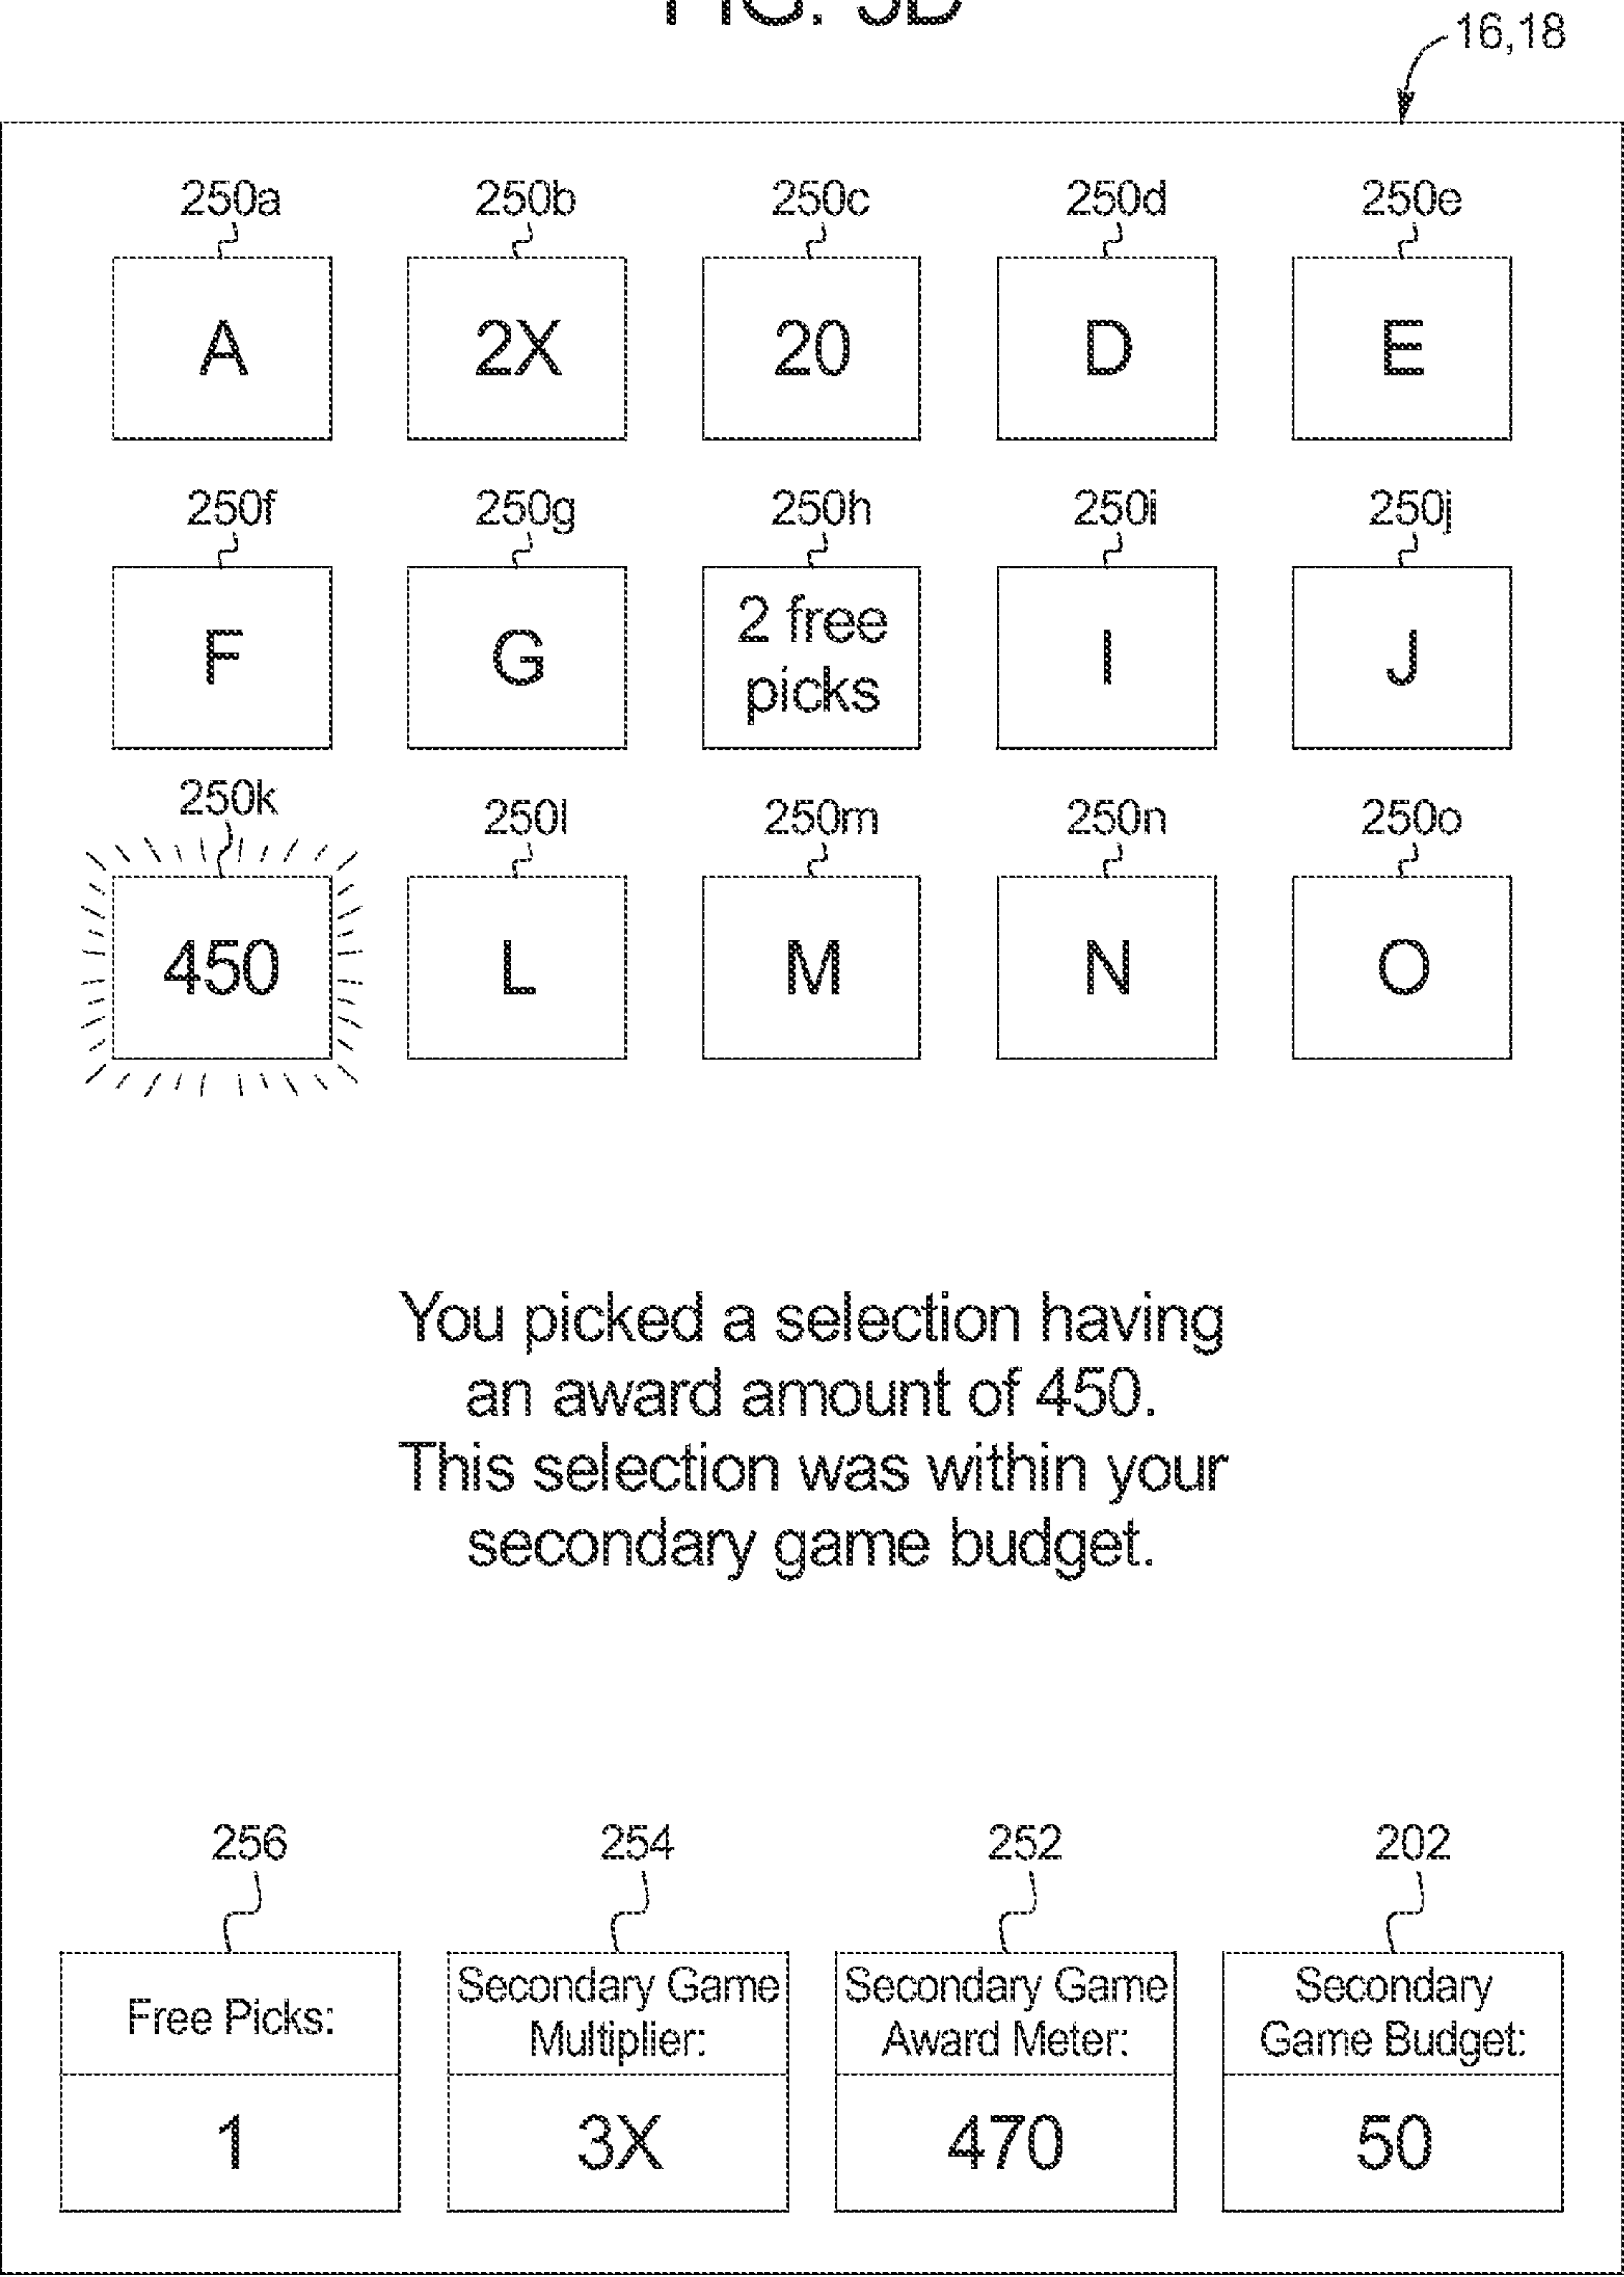 16,18
250a 250b 250c 250d 250e
A 2X 20 D E
250f 250g 250h 250i 250j
F G 2 free picks I J
250k 250l 250m 250n 250o
450 L M N O
You picked a selection having
an award amount of 450.
This selection was within your
secondary game budget.
256 254 252 202
Free Picks: Secondary Game Multiplier: Secondary Game Award Meter: Secondary Game Budget:
1 3X 470 50